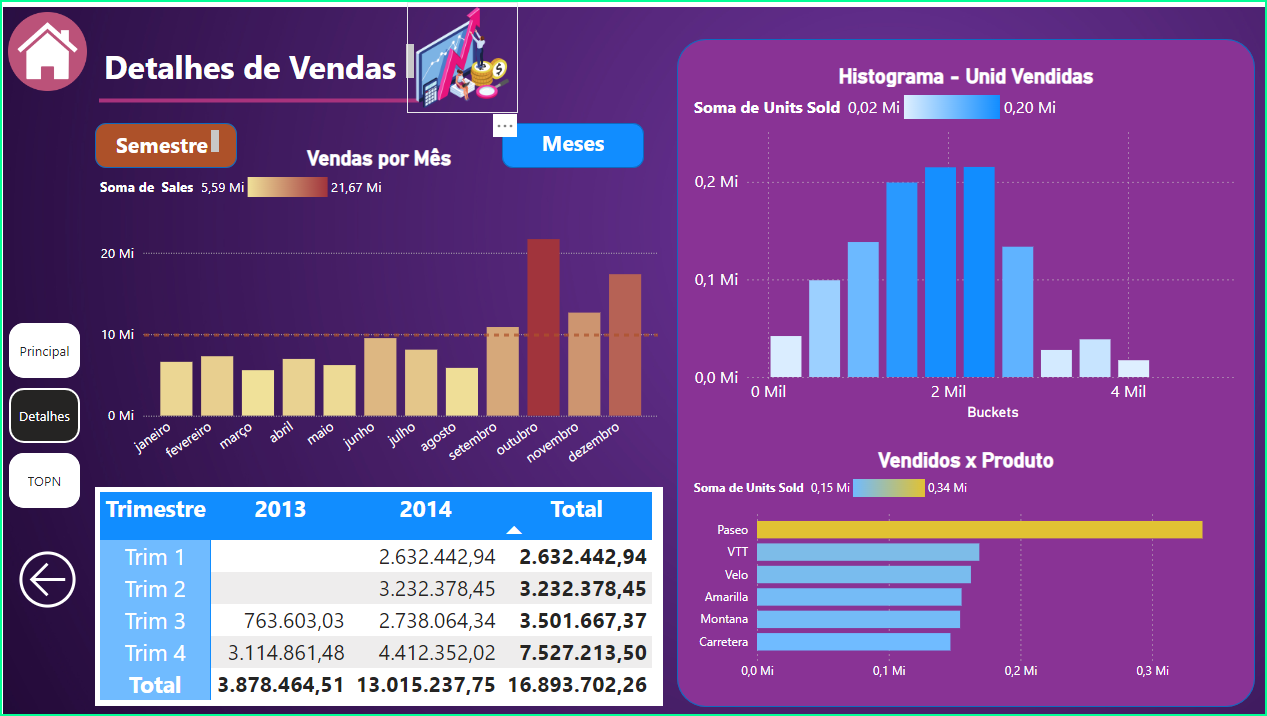 Detalhes de Vendas
Semestre
Meses
Vendas por Mês
Soma de Sales 5,59 Mi 21,67 Mi
20 Mi
10 Mi
0 Mi
janeiro fevereiro março abril maio junho julho agosto setembro outubro novembro dezembro
Principal
Detalhes
TOPN
Trimestre 2013 2014 Total
Trim 1 2.632.442,94 2.632.442,94
Trim 2 3.232.378,45 3.232.378,45
Trim 3 763.603,03 2.738.064,34 3.501.667,37
Trim 4 3.114.861,48 4.412.352,02 7.527.213,50
Total 3.878.464,51 13.015.237,75 16.893.702,26
Histograma - Unid Vendidas
Soma de Units Sold 0,02 Mi 0,20 Mi
0,2 Mi
0,1 Mi
0,0 Mi
0 Mil 2 Mil 4 Mil
Buckets
Vendidos x Produto
Soma de Units Sold 0,15 Mi 0,34 Mi
Paseo
VTT
Velo
Amarilla
Montana
Carretera
0,0 Mi 0,1 Mi 0,2 Mi 0,3 Mi